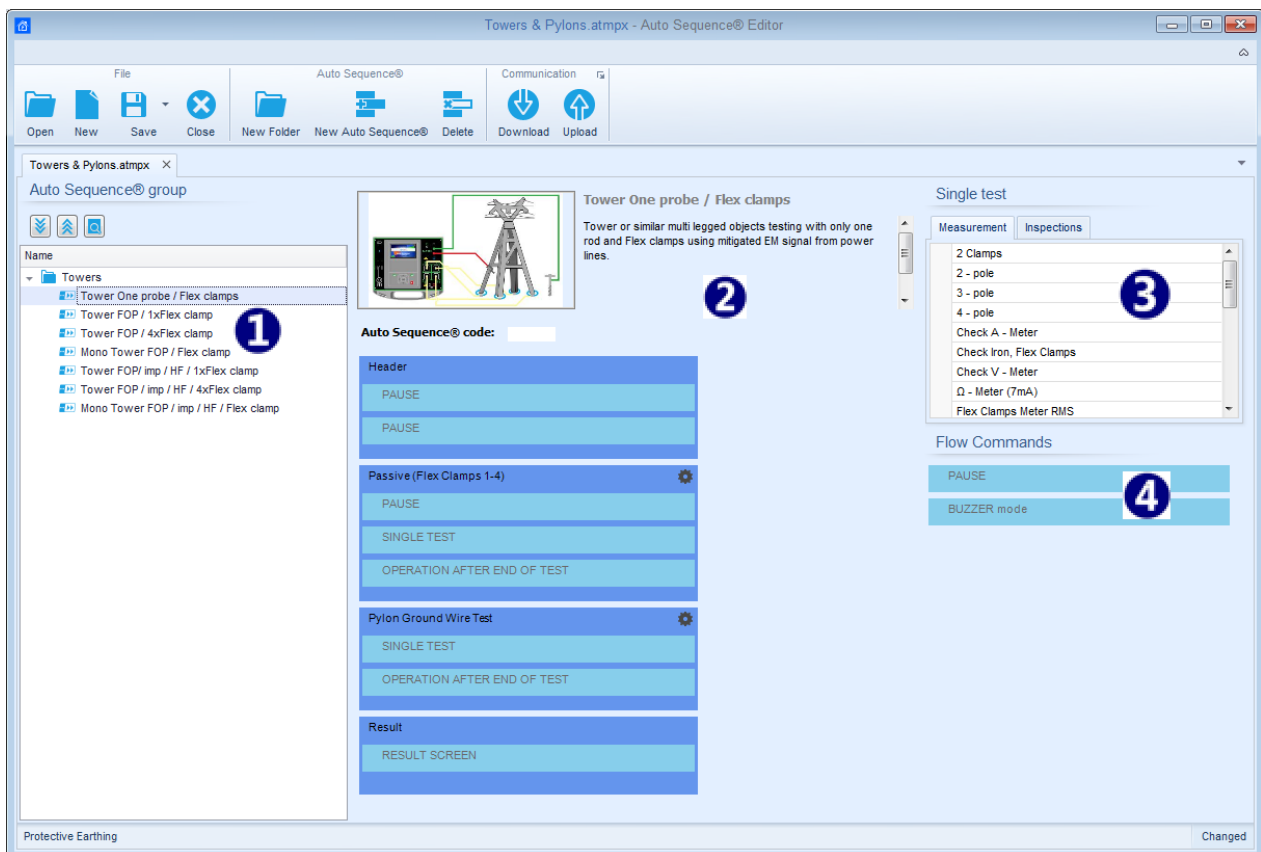 Towers & Pylons.atmpx - Auto Sequence® Editor
File
Auto Sequence®
Communication
Open
New
Save
Close
New Folder
New Auto Sequence®
Delete
Download
Upload
Towers & Pylons.atmpx
Auto Sequence® group
Name
Towers
Tower One probe / Flex clamps
Tower FOP / 1xFlex clamp
Tower FOP / 4xFlex clamp
Mono Tower FOP / Flex clamp
Tower FOP/ imp / HF / 1xFlex clamp
Tower FOP / imp / HF / 4xFlex clamp
Mono Tower FOP / imp / HF / Flex clamp
1
Tower One probe / Flex clamps
Tower or similar multi legged objects testing with only one
rod and Flex clamps using mitigated EM signal from power
lines.
2
Auto Sequence® code:
Header
PAUSE
PAUSE
Passive (Flex Clamps 1-4)
PAUSE
SINGLE TEST
OPERATION AFTER END OF TEST
Pylon Ground Wire Test
SINGLE TEST
OPERATION AFTER END OF TEST
Result
RESULT SCREEN
Single test
Measurement
Inspections
2 Clamps
2 - pole
3 - pole
4 - pole
Check A - Meter
Check Iron, Flex Clamps
Check V - Meter
Ω - Meter (7mA)
Flex Clamps Meter RMS
3
Flow Commands
PAUSE
BUZZER mode
4
Protective Earthing
Changed